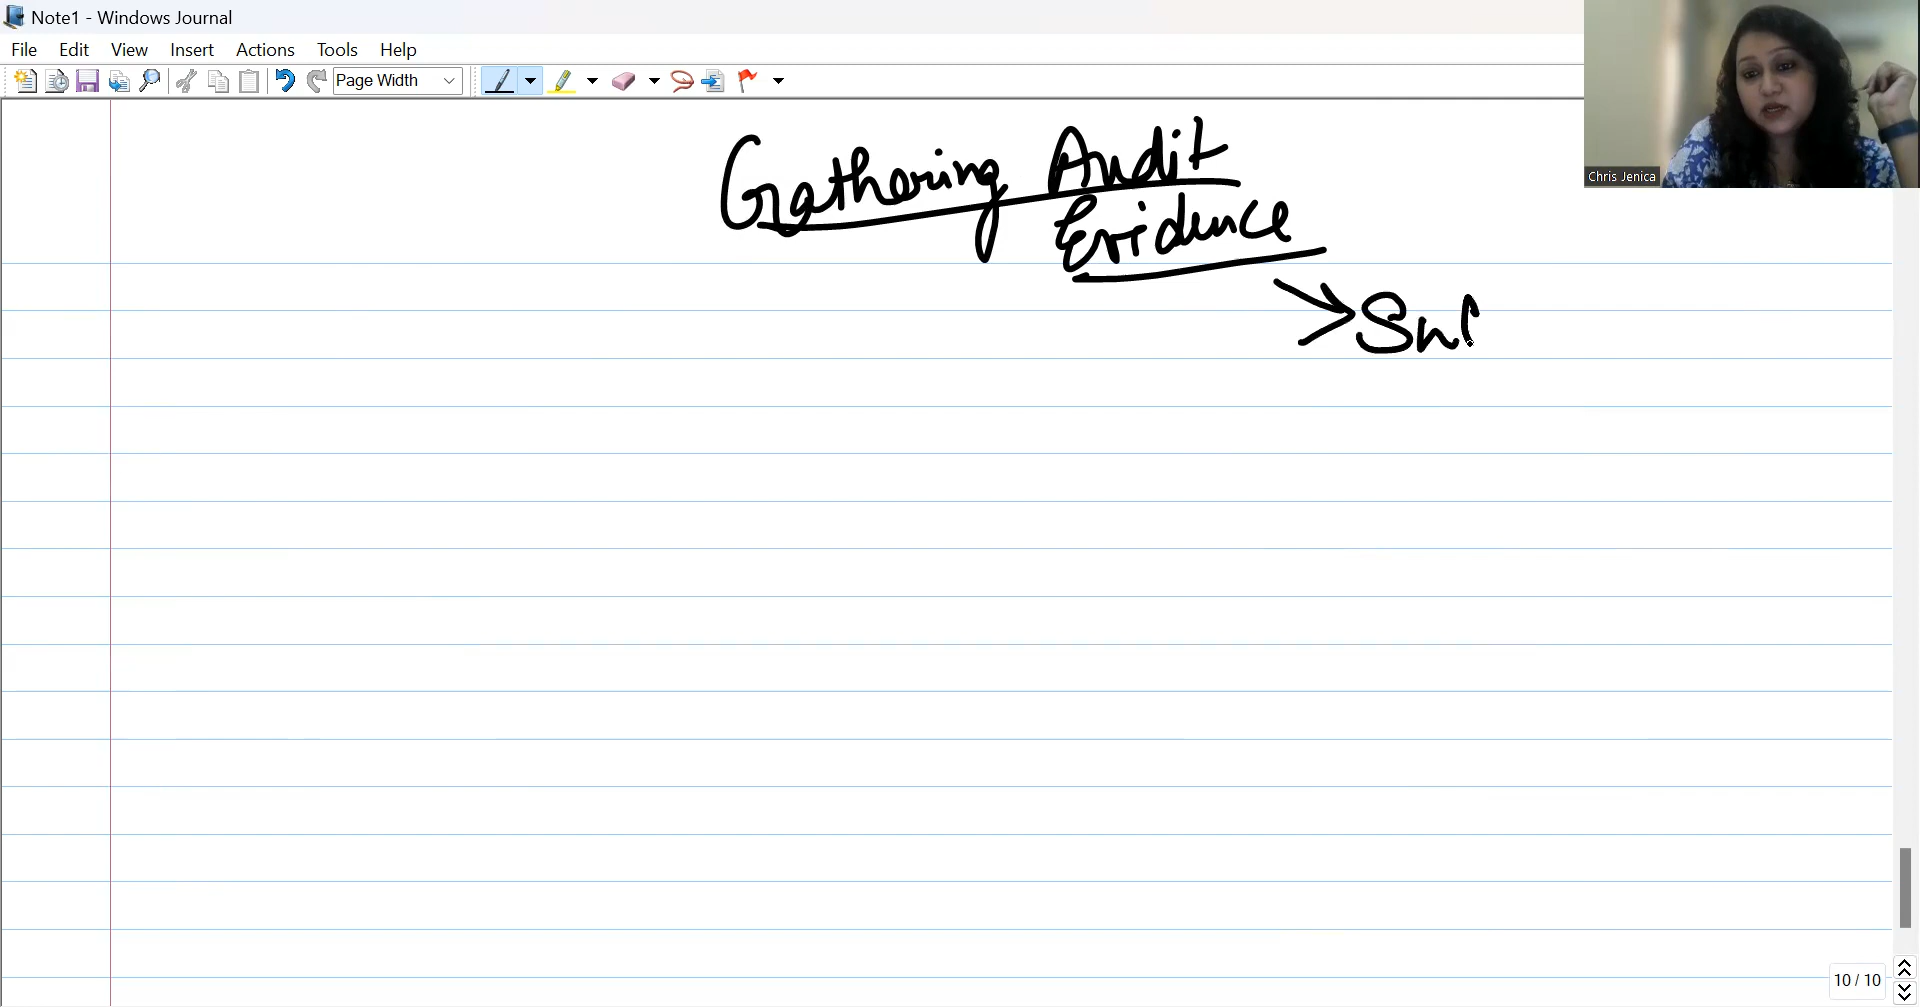 Note1 - Windows Journal
File Edit View Insert Actions Tools Help
Page Width
Chris Jenica
Gathering Audit
Evidence
10 / 10